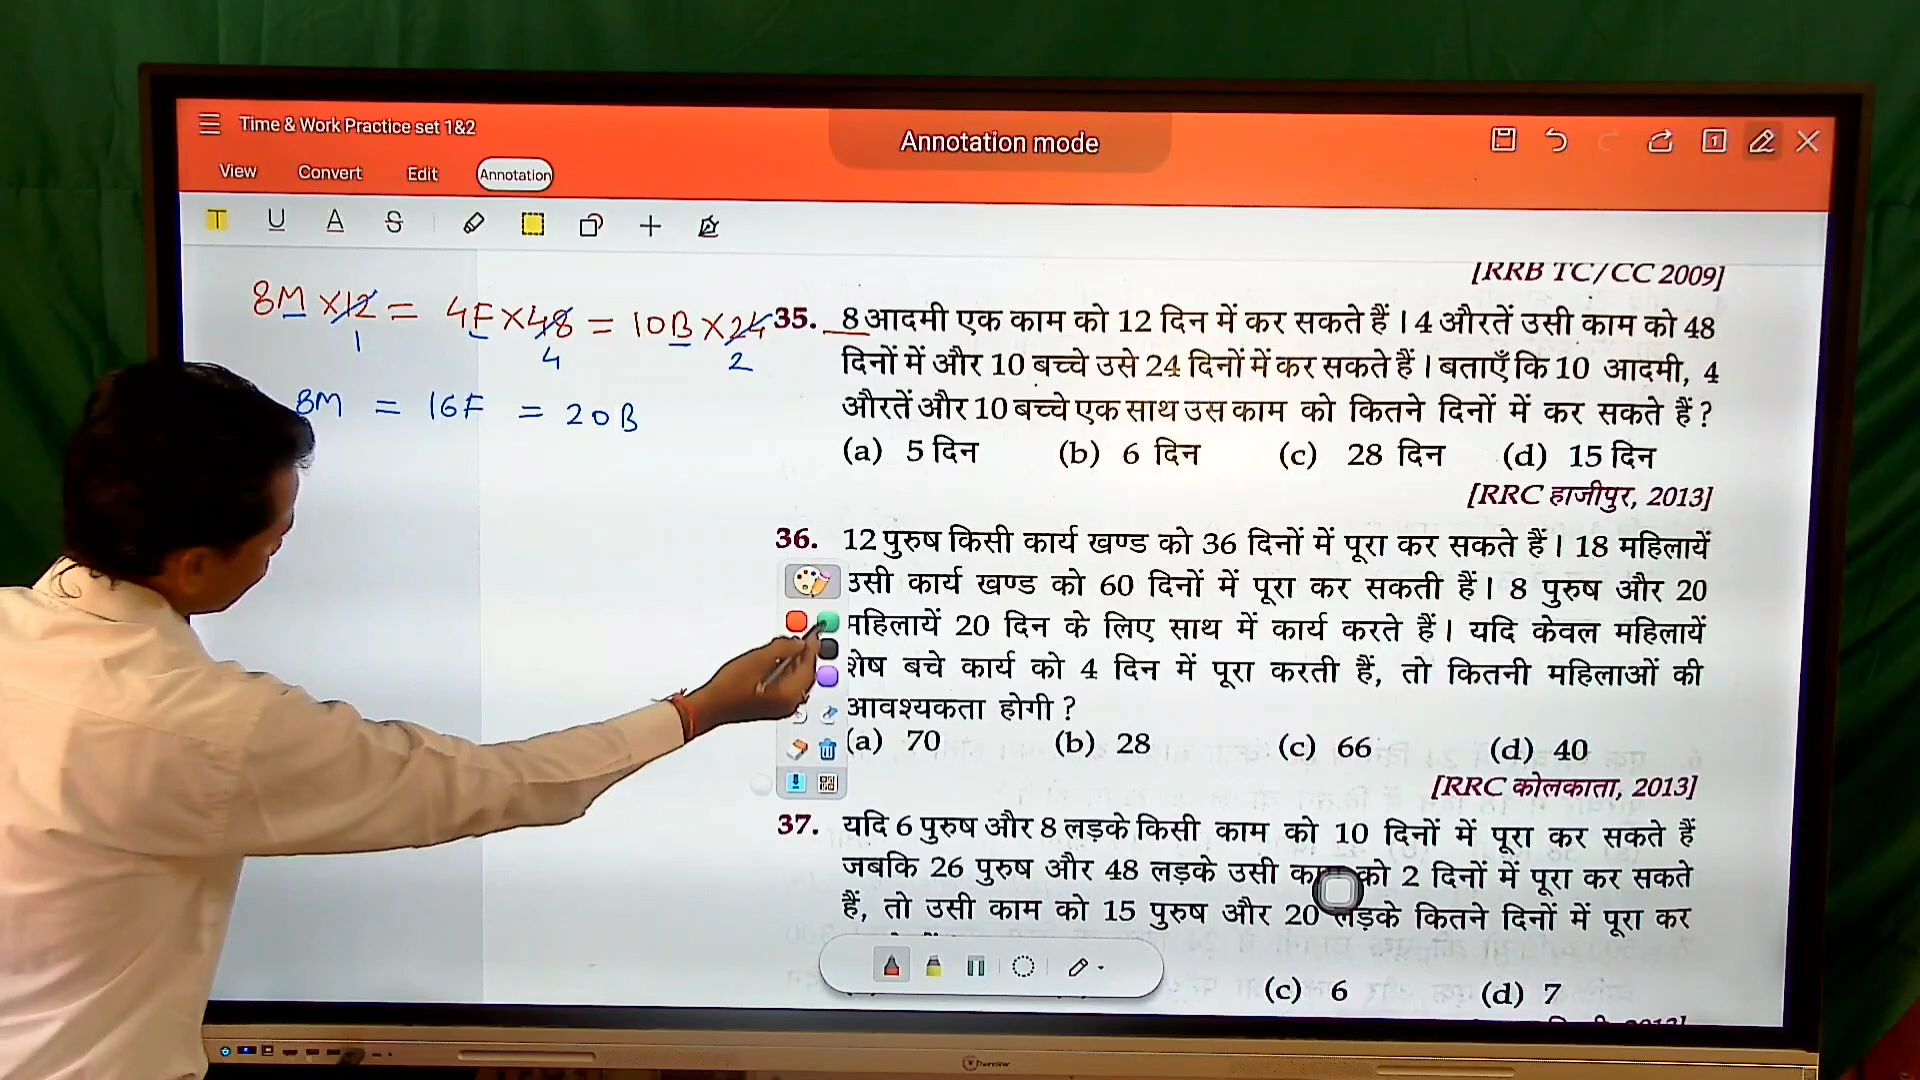 Time & Work Practice set 1&2
Annotation mode
View Convert Edit Annotation
[RRB TC/CC 2009]
8M × 12 = 4F × 48 = 10B × 24
1 4 2
8M = 16F = 20B
35. 8 आदमी एक काम को 12 दिन में कर सकते हैं । 4 औरतें उसी काम को 48
दिनों में और 10 बच्चे उसे 24 दिनों में कर सकते हैं । बताएँ कि 10 आदमी, 4
औरतें और 10 बच्चे एक साथ उस काम को कितने दिनों में कर सकते हैं ?
(a) 5 दिन (b) 6 दिन (c) 28 दिन (d) 15 दिन
[RRC हाजीपुर, 2013]
36. 12 पुरुष किसी कार्य खण्ड को 36 दिनों में पूरा कर सकते हैं । 18 महिलायें
उसी कार्य खण्ड को 60 दिनों में पूरा कर सकती हैं । 8 पुरुष और 20
महिलायें 20 दिन के लिए साथ में कार्य करते हैं । यदि केवल महिलायें
शेष बचे कार्य को 4 दिन में पूरा करती हैं, तो कितनी महिलाओं की
आवश्यकता होगी ?
(a) 70 (b) 28 (c) 66 (d) 40
[RRC कोलकाता, 2013]
37. यदि 6 पुरुष और 8 लड़के किसी काम को 10 दिनों में पूरा कर सकते हैं
जबकि 26 पुरुष और 48 लड़के उसी को 2 दिनों में पूरा कर सकते
हैं, तो उसी काम को 15 पुरुष और 20 लड़के कितने दिनों में पूरा कर
(c) 6 (d) 7